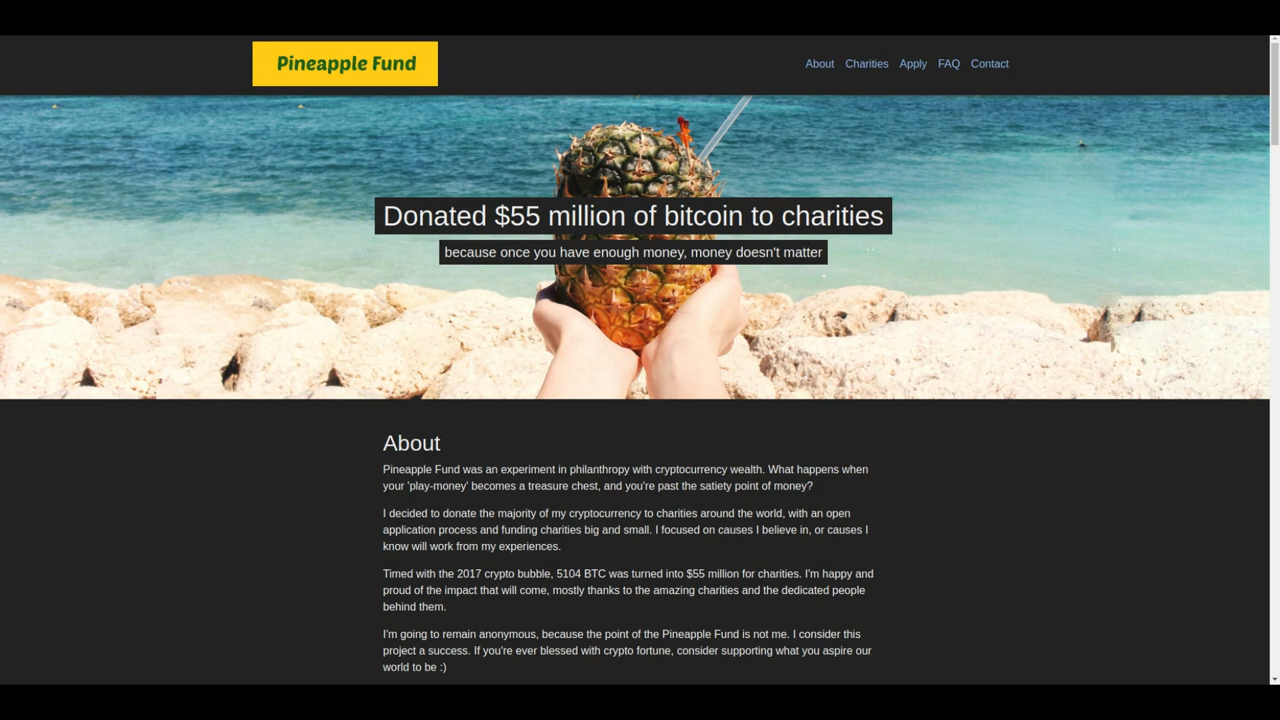 Pineapple Fund
About Charities Apply FAQ Contact
Donated $55 million of bitcoin to charities
because once you have enough money, money doesn't matter
About
Pineapple Fund was an experiment in philanthropy with cryptocurrency wealth. What happens when
your 'play-money' becomes a treasure chest, and you're past the satiety point of money?
I decided to donate the majority of my cryptocurrency to charities around the world, with an open
application process and funding charities big and small. I focused on causes I believe in, or causes I
know will work from my experiences.
Timed with the 2017 crypto bubble, 5104 BTC was turned into $55 million for charities. I'm happy and
proud of the impact that will come, mostly thanks to the amazing charities and the dedicated people
behind them.
I'm going to remain anonymous, because the point of the Pineapple Fund is not me. I consider this
project a success. If you're ever blessed with crypto fortune, consider supporting what you aspire our
world to be :)